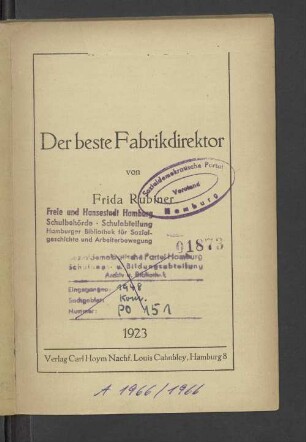 Der beste Fabrikdirektor
von
Frida Rubiner
Sozialdemokratische Partei
Vorstand
Hamburg
Freie und Hansestadt Hamburg
Schulbehörde - Schulabteilung
Hamburger Bibliothek für Sozial-
geschichte und Arbeiterbewegung
01873
Partei Hamburg
Bildungsabteilung
Eingegangen: 1948
Sachgebiet: Kom.
Nummer: PO 151
1923
Verlag Carl Hoym Nachf. Louis Cahnbley, Hamburg 8
A 1966/1966